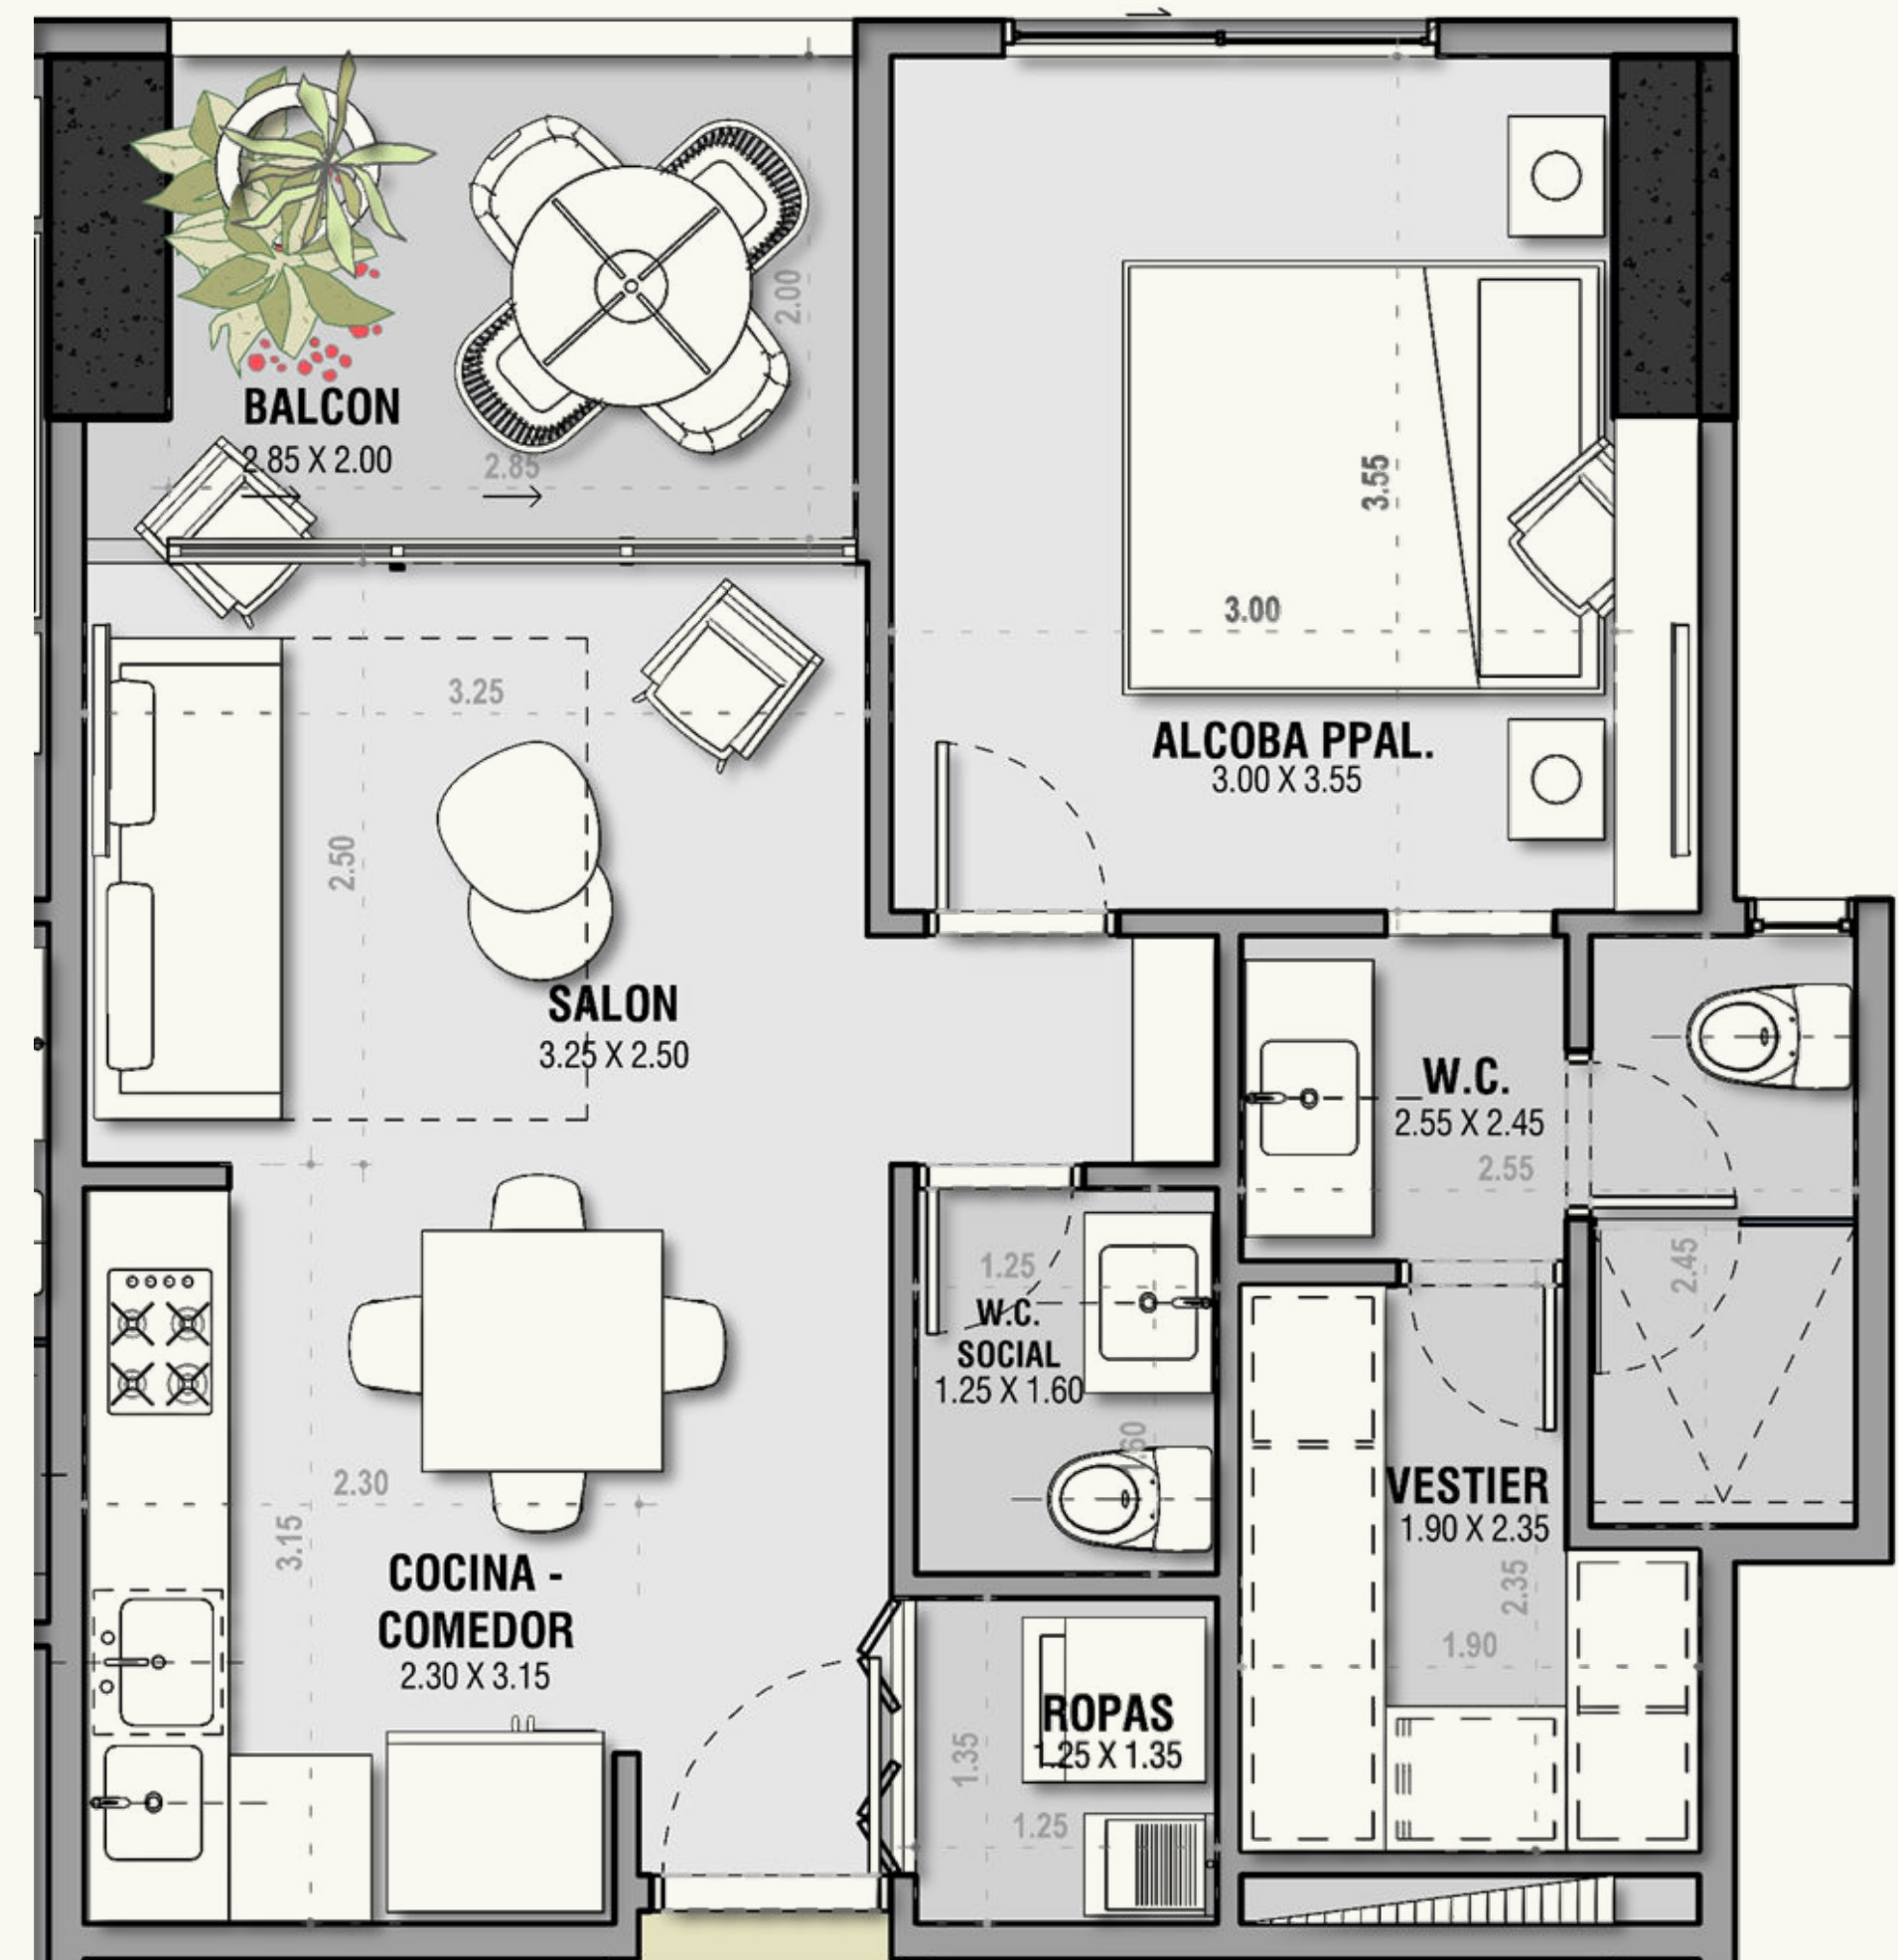 BALCON
2.85 X 2.00
2.85
2.00
3.55
3.00
ALCOBA PPAL.
3.00 X 3.55
3.25
2.50
SALON
3.25 X 2.50
W.C.
2.55 X 2.45
2.55
2.45
1.25
W.C.
SOCIAL
1.25 X 1.60
60
2.30
3.15
COCINA -
COMEDOR
2.30 X 3.15
VESTIER
1.90 X 2.35
2.35
1.90
ROPAS
1.25 X 1.35
1.35
1.25